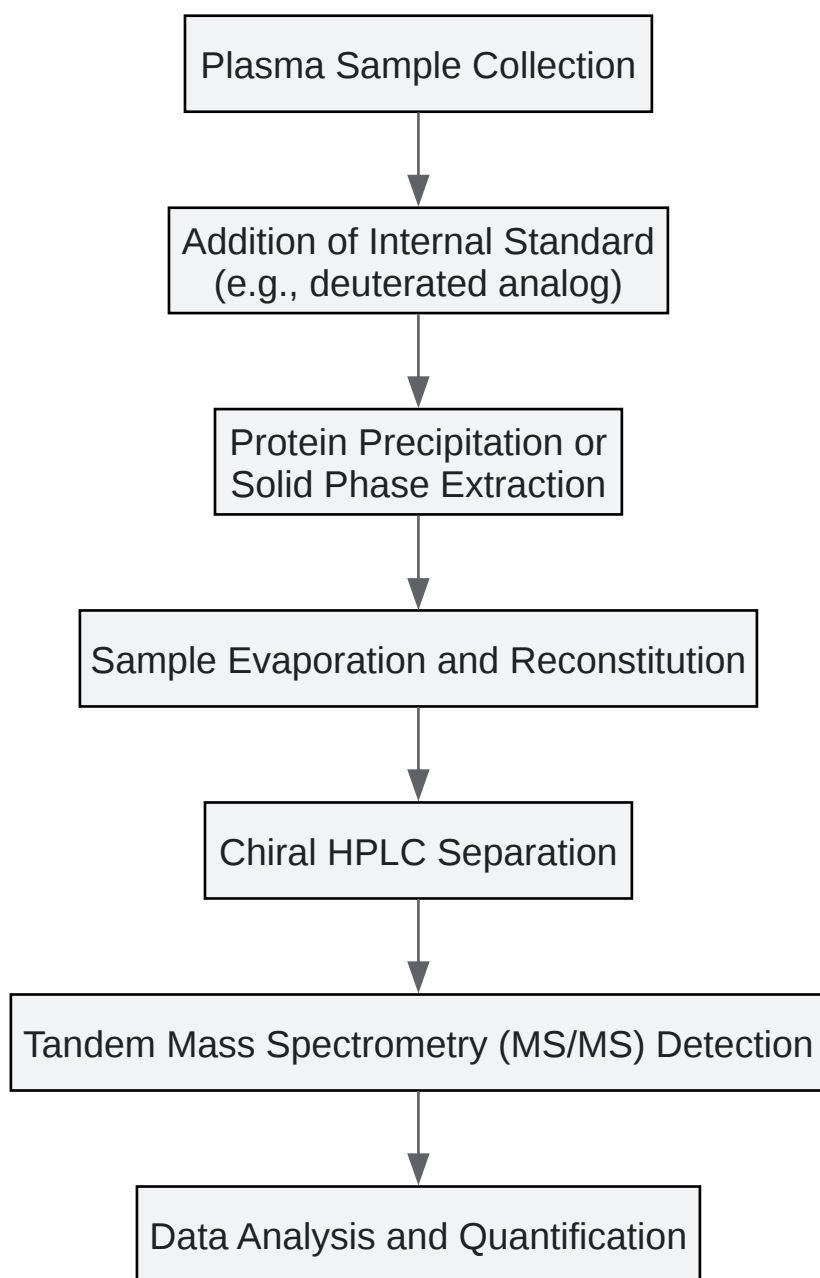 Plasma Sample Collection
Addition of Internal Standard
(e.g., deuterated analog)
Protein Precipitation or
Solid Phase Extraction
Sample Evaporation and Reconstitution
Chiral HPLC Separation
Tandem Mass Spectrometry (MS/MS) Detection
Data Analysis and Quantification